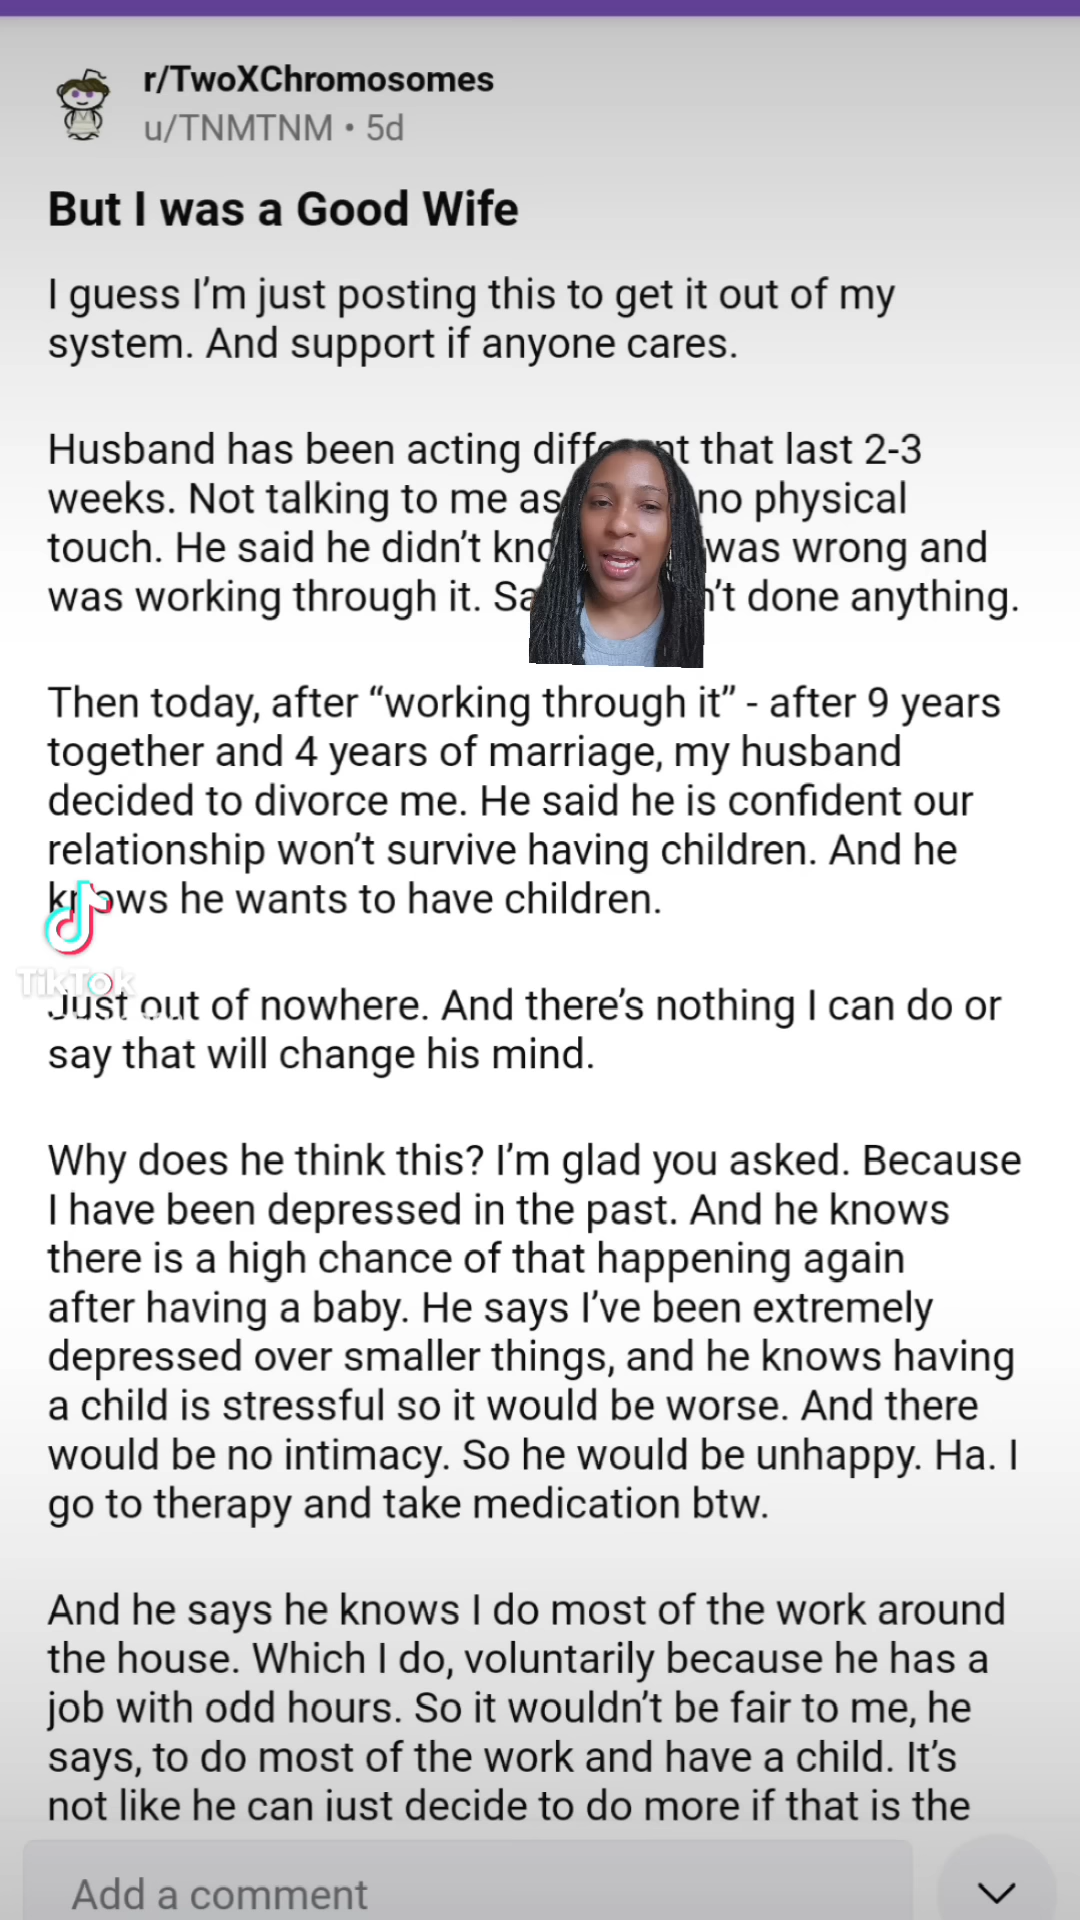 r/TwoXChromosomes
u/TNMTNM • 5d
But I was a Good Wife
I guess I’m just posting this to get it out of my
system. And support if anyone cares.
Husband has been acting different that last 2-3
weeks. Not talking to me as no physical
touch. He said he didn’t was wrong and
was working through it. done anything.
Then today, after “working through it” - after 9 years
together and 4 years of marriage, my husband
decided to divorce me. He said he is confident our
relationship won’t survive having children. And he
knows he wants to have children.
TikTok
Just out of nowhere. And there’s nothing I can do or
say that will change his mind.
Why does he think this? I’m glad you asked. Because
I have been depressed in the past. And he knows
there is a high chance of that happening again
after having a baby. He says I’ve been extremely
depressed over smaller things, and he knows having
a child is stressful so it would be worse. And there
would be no intimacy. So he would be unhappy. Ha. I
go to therapy and take medication btw.
And he says he knows I do most of the work around
the house. Which I do, voluntarily because he has a
job with odd hours. So it wouldn’t be fair to me, he
says, to do most of the work and have a child. It’s
not like he can just decide to do more if that is the
Add a comment